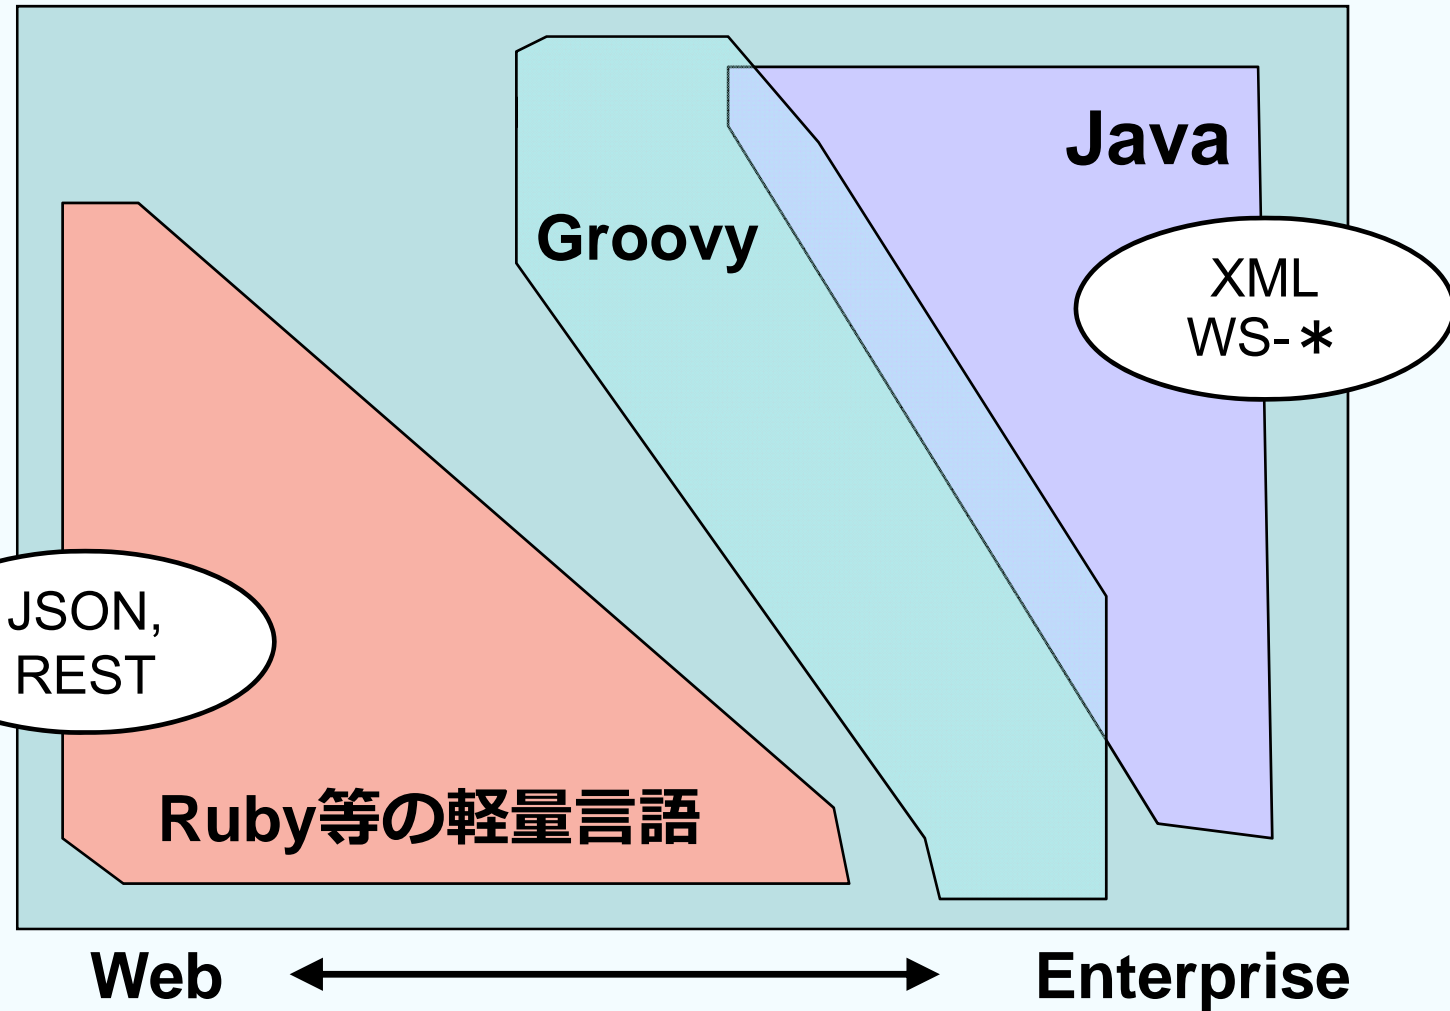 Java
Groovy
XML
WS-*
JSON,
REST
Ruby等の軽量言語
Web
Enterprise